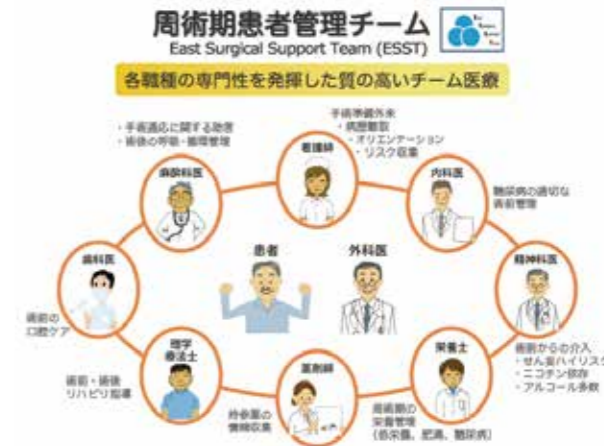 周術期患者管理チーム
East Surgical Support Team (ESST)
各職種の専門性を発揮した質の高いチーム医療
・手術適応に関する助言
・術後の呼吸・循環管理
麻酔科医
手術準備外来
・病歴聴取
・オリエンテーション
・リスク収集
看護師
内科医
糖尿病の適切な
術前管理
歯科医
術前の
口腔ケア
患者
外科医
精神科医
術前からの介入
・せん妄ハイリスク
・ニコチン依存
・アルコール多飲
理学
療法士
術前・術後
リハビリ指導
薬剤師
持参薬の
情報収集
栄養士
周術期の
栄養管理
(低栄養、肥満、糖尿病)